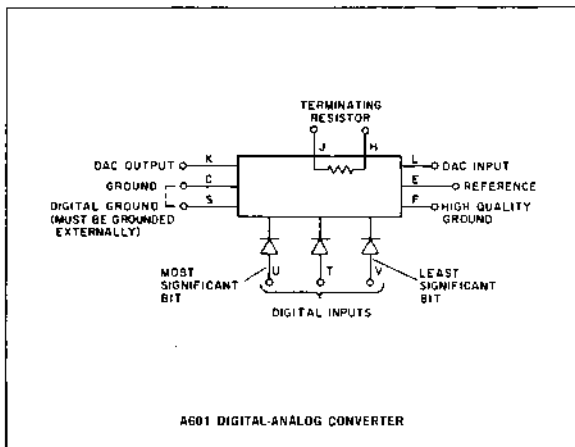 TERMINATING
RESISTOR
J H
DAC OUTPUT K
L DAC INPUT
GROUND C
E REFERENCE
DIGITAL GROUND S
(MUST BE GROUNDED
EXTERNALLY)
F HIGH QUALITY
GROUND
MOST
SIGNIFICANT
BIT
U T V
LEAST
SIGNIFICANT
BIT
DIGITAL INPUTS
A601 DIGITAL-ANALOG CONVERTER